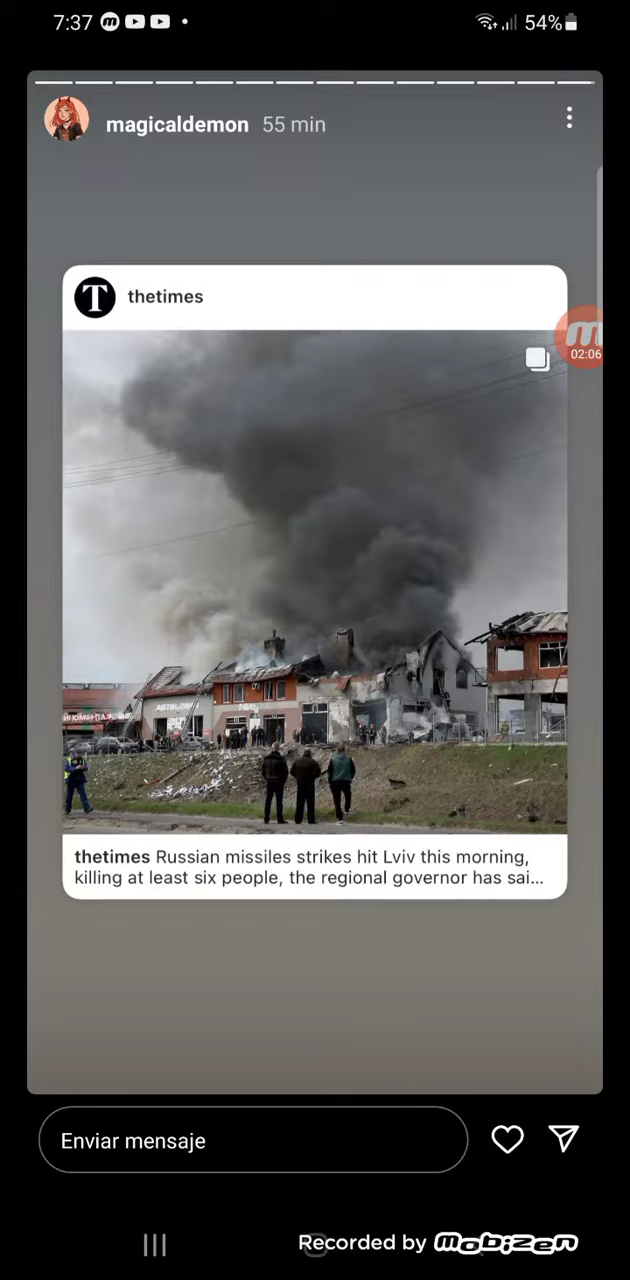 7:37
54%
magicaldemon 55 min
T thetimes
m
02:06
thetimes Russian missiles strikes hit Lviv this morning,
killing at least six people, the regional governor has sai...
Enviar mensaje
Recorded by mobizen